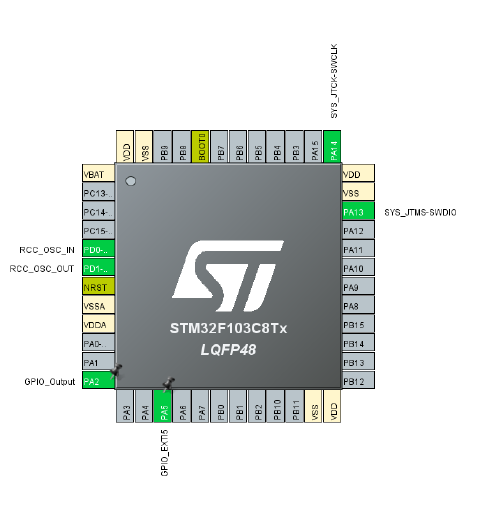 SYS_JTCK-SWCLK
VDD
VSS
PB9
PB8
BOOT0
PB7
PB6
PB5
PB4
PB3
PA15
PA14
VBAT
PC13-..
PC14-..
PC15-..
RCC_OSC_IN PD0-..
RCC_OSC_OUT PD1-..
NRST
VSSA
VDDA
PA0-..
PA1
GPIO_Output PA2
ST
STM32F103C8Tx
LQFP48
VDD
VSS
PA13 SYS_JTMS-SWDIO
PA12
PA11
PA10
PA9
PA8
PB15
PB14
PB13
PB12
PA3
PA4
PA5
PA6
PA7
PB0
PB1
PB2
PB10
PB11
VSS
VDD
GPIO_EXTI5